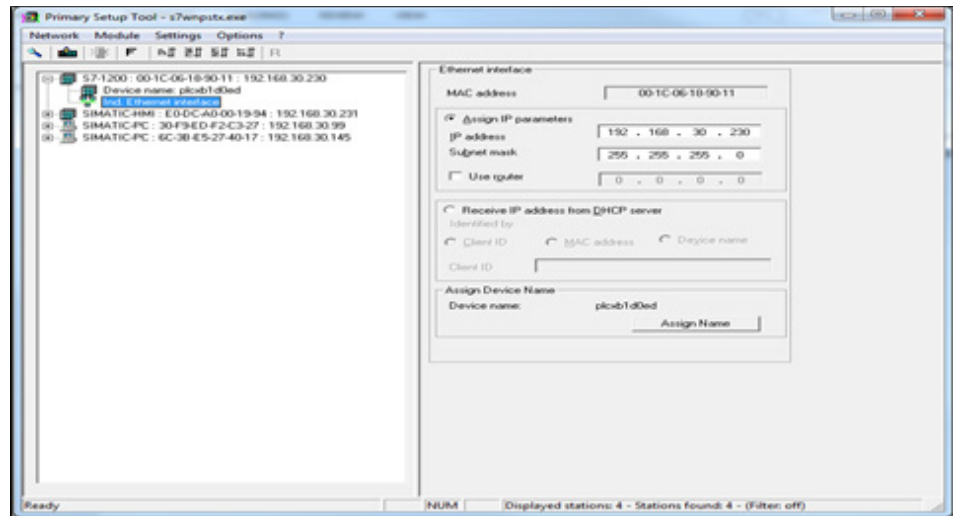 Primary Setup Tool - s7wnpstx.exe
Network Module Settings Options ?
S7-1200 : 00-1C-06-18-90-11 : 192.168.30.230
Device name: plcxb1d0ed
Ind. Ethernet interface
SIMATIC-HMI : E0-DC-A0-00-19-94 : 192.168.30.231
SIMATIC-PC : 30-F9-ED-F2-C3-27 : 192.168.30.99
SIMATIC-PC : 6C-3B-E5-27-40-17 : 192.168.30.145
Ethernet interface
MAC address 00-1C-06-18-90-11
Assign IP parameters
IP address 192 . 168 . 30 . 230
Subnet mask 255 . 255 . 255 . 0
Use router 0 . 0 . 0 . 0
Receive IP address from DHCP server
Identified by
Client ID MAC address Device name
Client ID
Assign Device Name
Device name: plcxb1d0ed
Assign Name
Ready NUM Displayed stations: 4 - Stations found: 4 - (Filter: off)